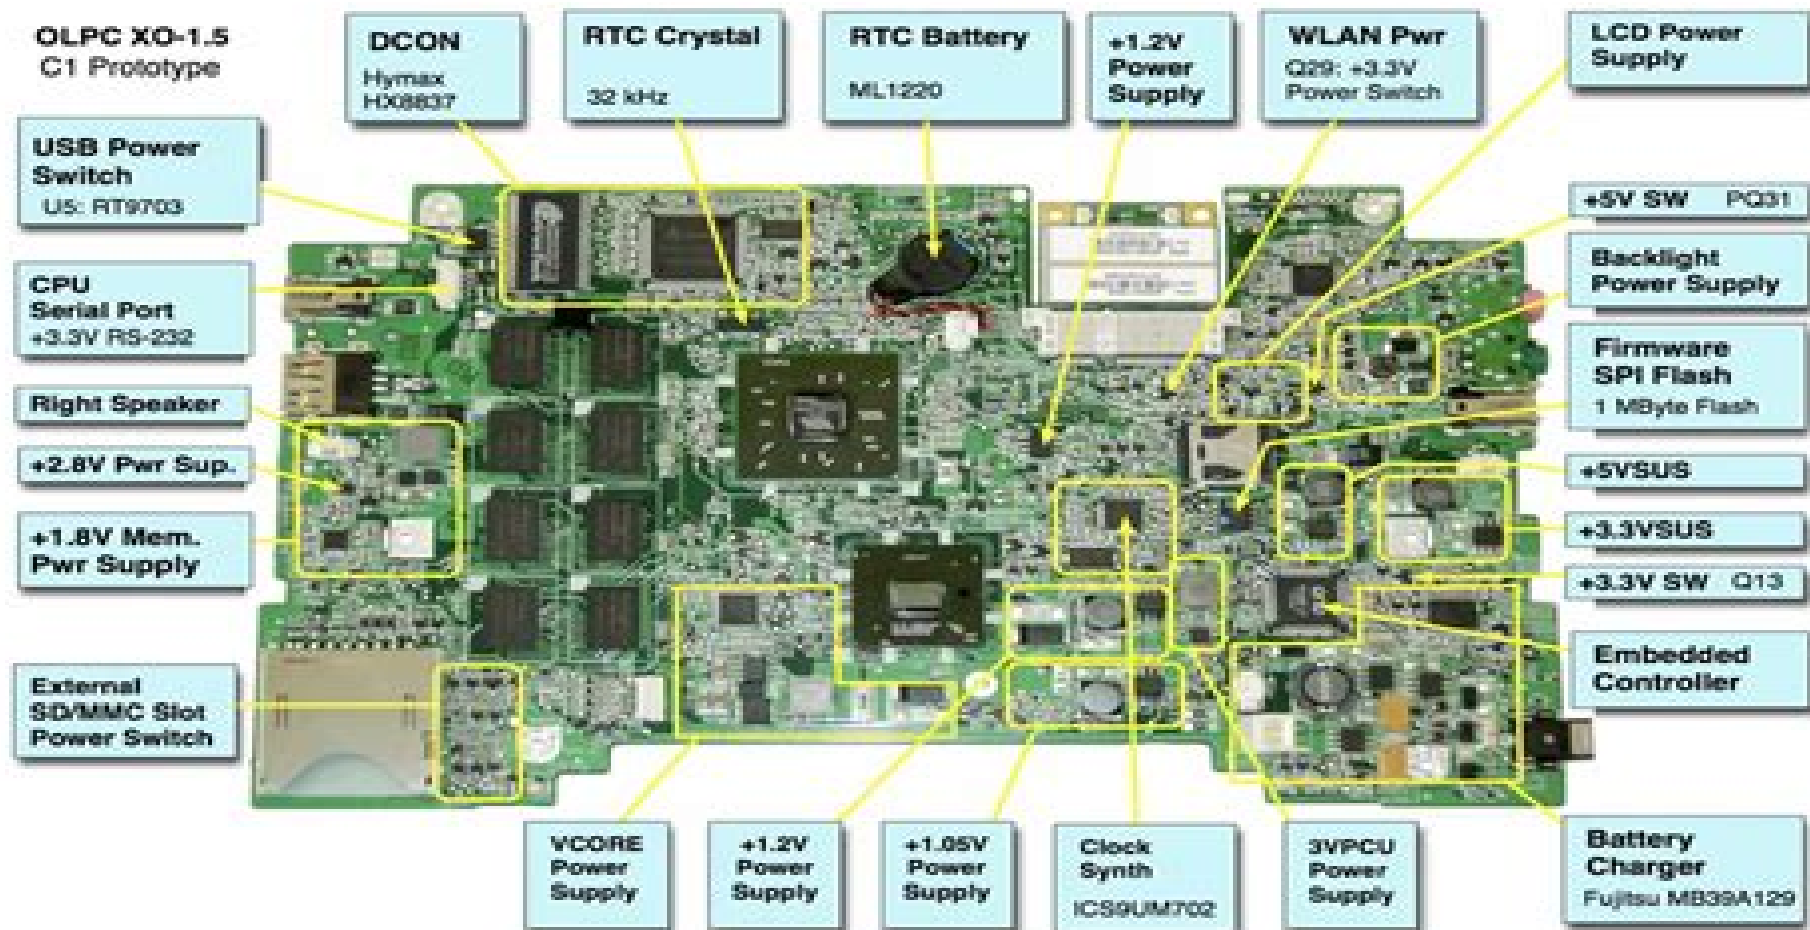 OLPC XO-1.5
C1 Prototype
DCON
Hymax
HX8837
RTC Crystal
32 kHz
RTC Battery
ML1220
+1.2V
Power
Supply
WLAN Pwr
Q29: +3.3V
Power Switch
LCD Power
Supply
USB Power
Switch
U5: RT9703
+5V SW PQ31
CPU
Serial Port
+3.3V RS-232
Backlight
Power Supply
Right Speaker
Firmware
SPI Flash
1 MByte Flash
+2.8V Pwr Sup.
+5VSUS
+1.8V Mem.
Pwr Supply
+3.3VSUS
+3.3V SW Q13
External
SD/MMC Slot
Power Switch
Embedded
Controller
VCORE
Power
Supply
+1.2V
Power
Supply
+1.05V
Power
Supply
Clock
Synth
ICS9UM702
3VPCU
Power
Supply
Battery
Charger
Fujitsu MB39A129